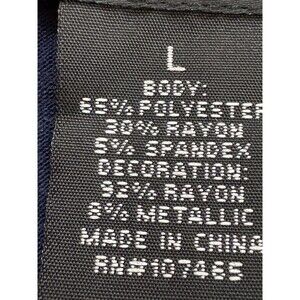 L
BODY:
65% POLYESTER
30% RAYON
5% SPANDEX
DECORATION:
92% RAYON
8% METALLIC
MADE IN CHINA
RN#107465